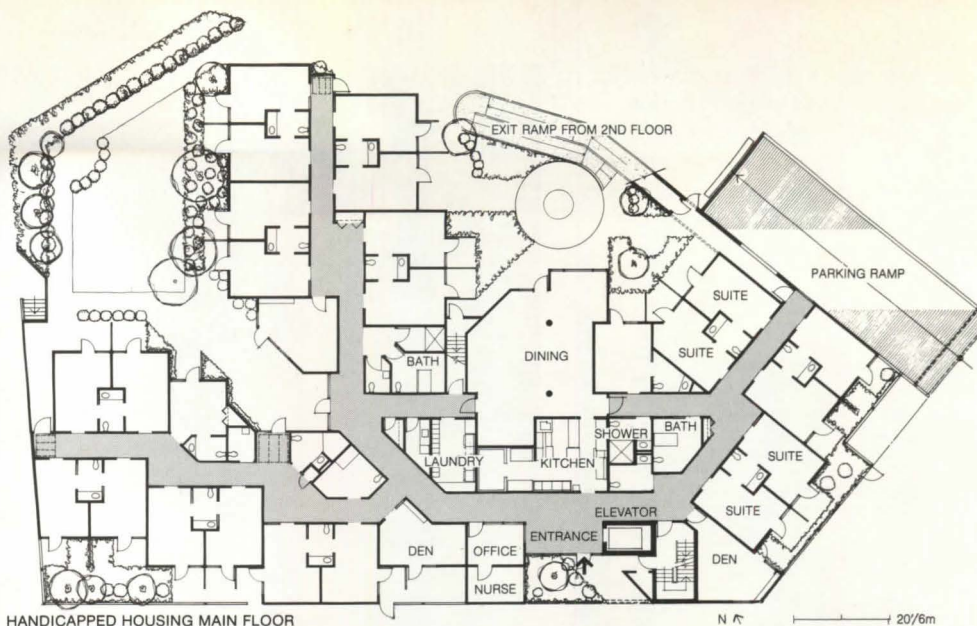 EXIT RAMP FROM 2ND FLOOR
PARKING RAMP
SUITE
SUITE
DINING
BATH
SHOWER
BATH
LAUNDRY
KITCHEN
SUITE
SUITE
ELEVATOR
ENTRANCE
DEN
OFFICE
DEN
NURSE
HANDICAPPED HOUSING MAIN FLOOR
N
20'/6m